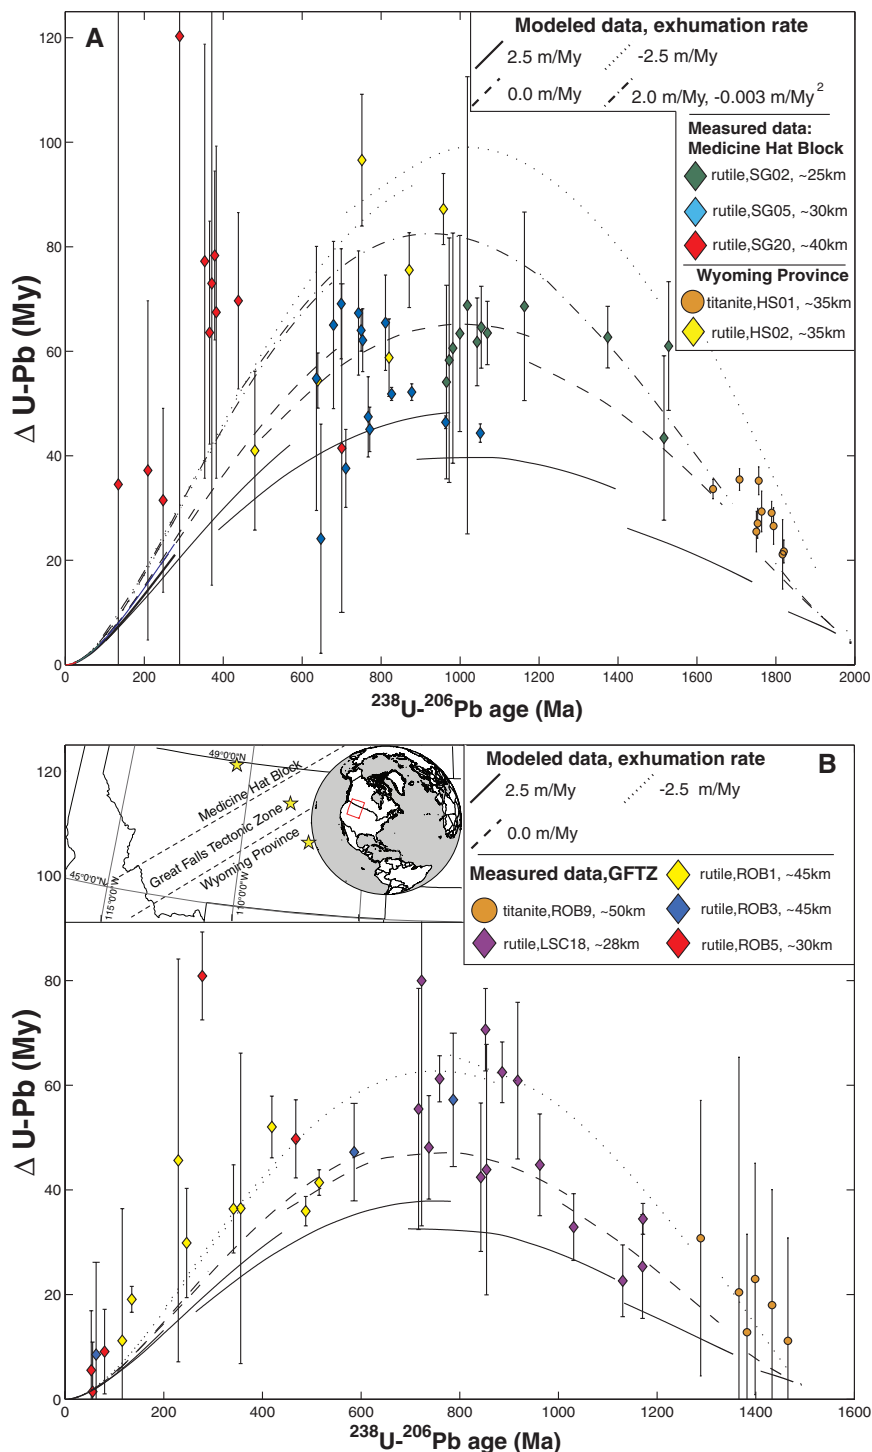 A
Modeled data, exhumation rate
2.5 m/My
-2.5 m/My
0.0 m/My
2.0 m/My, -0.003 m/My²
Measured data:
Medicine Hat Block
rutile,SG02, ~25km
rutile,SG05, ~30km
rutile,SG20, ~40km
Wyoming Province
titanite,HS01, ~35km
rutile,HS02, ~35km
120
100
80
60
40
20
0
Δ U-Pb (My)
0 200 400 600 800 1000 1200 1400 1600 1800 2000
²³⁸U-²⁰⁶Pb age (Ma)
B
49°0'0"N
Medicine Hat Block
Great Falls Tectonic Zone
Wyoming Province
45°0'0"N
115°0'0"W
110°0'0"W
Modeled data, exhumation rate
2.5 m/My
-2.5 m/My
0.0 m/My
Measured data,GFTZ
titanite,ROB9, ~50km
rutile,LSC18, ~28km
rutile,ROB1, ~45km
rutile,ROB3, ~45km
rutile,ROB5, ~30km
120
100
80
60
40
20
0
Δ U-Pb (My)
0 200 400 600 800 1000 1200 1400 1600
²³⁸U-²⁰⁶Pb age (Ma)